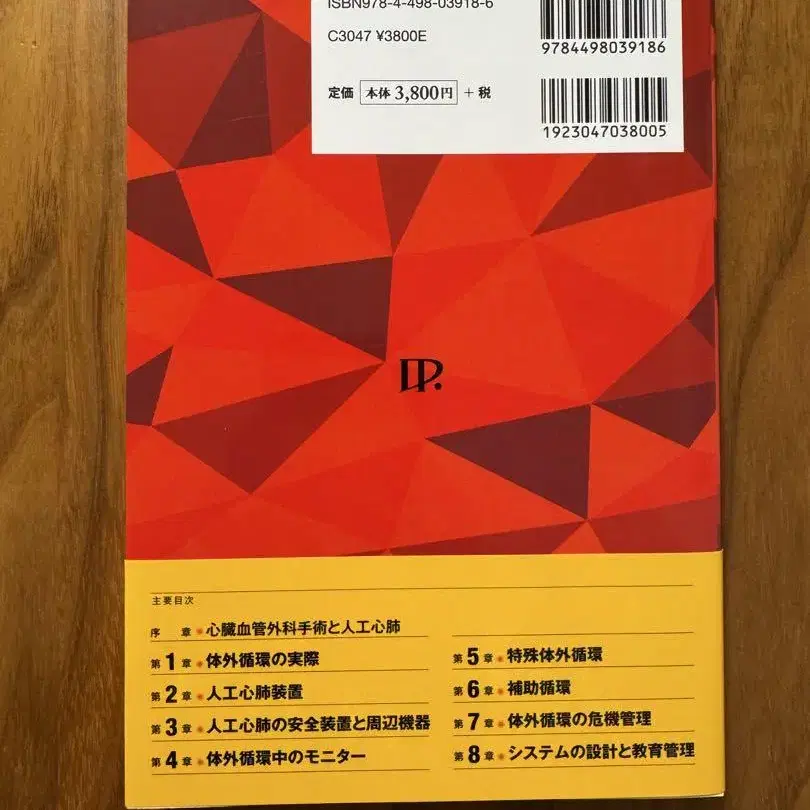 ISBN978-4-498-03918-6
C3047 ¥3800E
9784498039186
定価 本体 3,800円 + 税
1923047038005
主要目次
序 章 心臓血管外科手術と人工心肺
第1章 体外循環の実際
第2章 人工心肺装置
第3章 人工心肺の安全装置と周辺機器
第4章 体外循環中のモニター
第5章 特殊体外循環
第6章 補助循環
第7章 体外循環の危機管理
第8章 システムの設計と教育管理